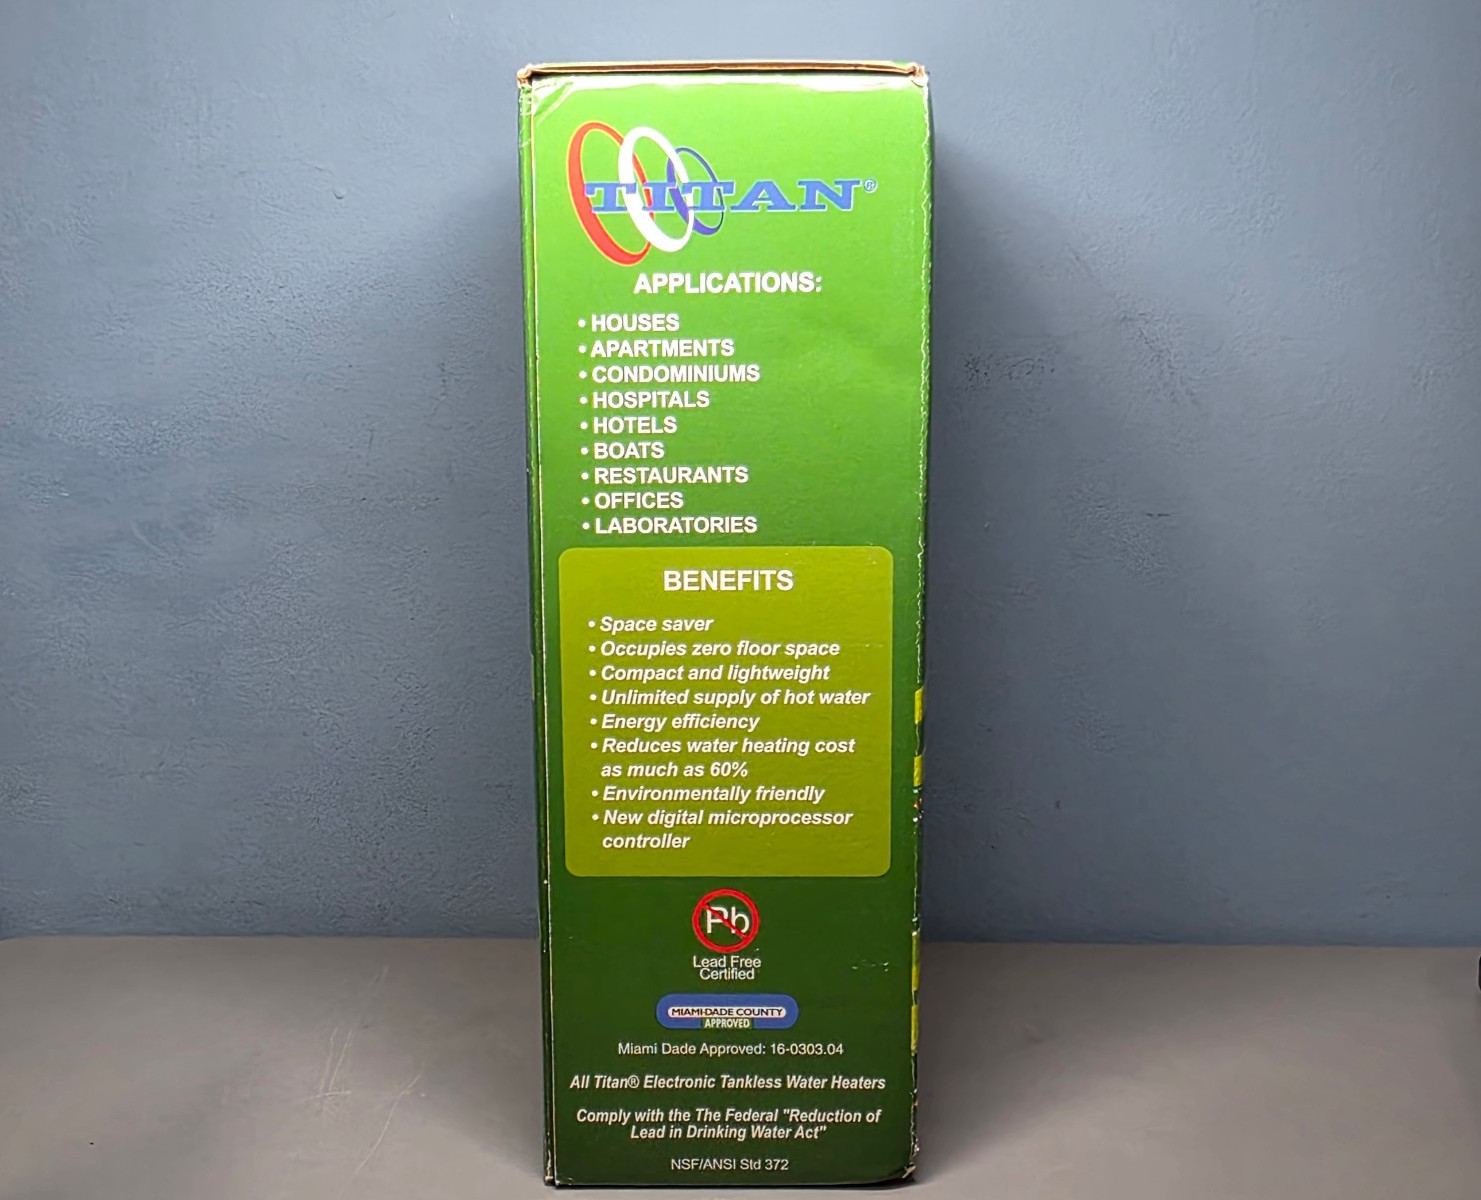 TITAN®
APPLICATIONS:
• HOUSES
• APARTMENTS
• CONDOMINIUMS
• HOSPITALS
• HOTELS
• BOATS
• RESTAURANTS
• OFFICES
• LABORATORIES
BENEFITS
• Space saver
• Occupies zero floor space
• Compact and lightweight
• Unlimited supply of hot water
• Energy efficiency
• Reduces water heating cost
as much as 60%
• Environmentally friendly
• New digital microprocessor
controller
Pb
Lead Free
Certified
MIAMI-DADE COUNTY
APPROVED
Miami Dade Approved: 16-0303.04
All Titan® Electronic Tankless Water Heaters
Comply with the The Federal "Reduction of
Lead in Drinking Water Act"
NSF/ANSI Std 372